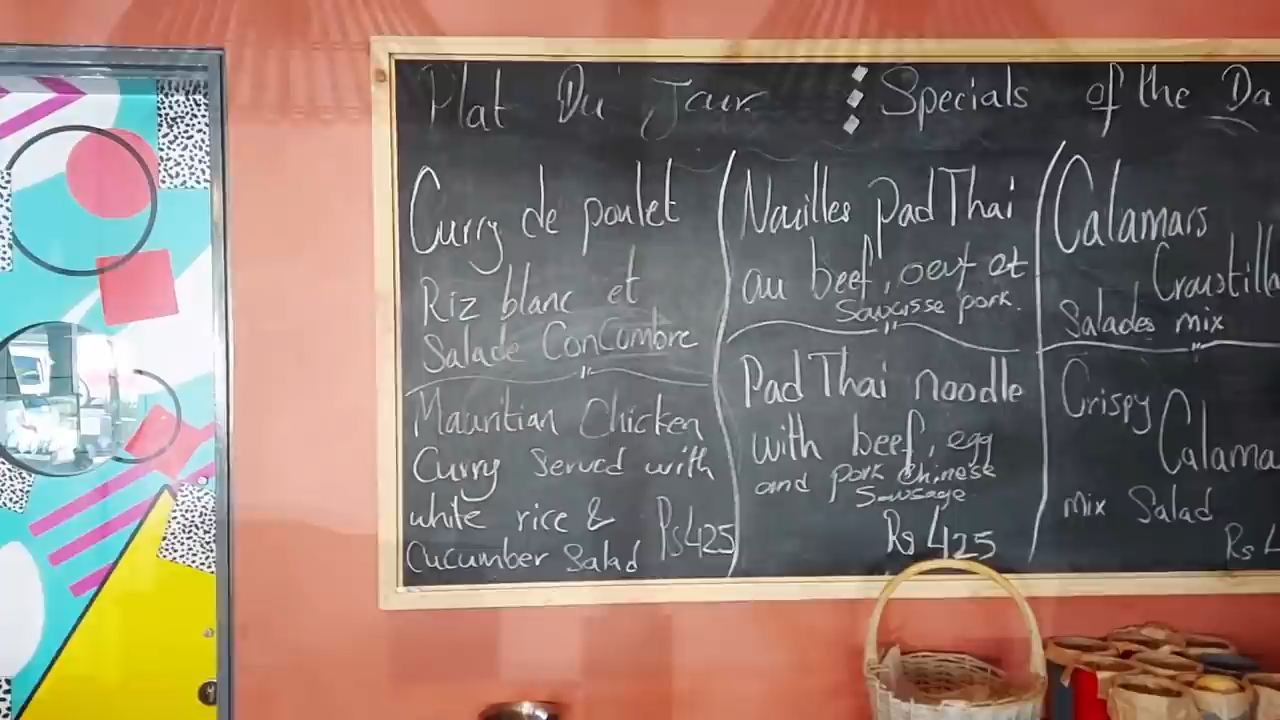 Plat Du Jour
Specials of the Da
Curry de poulet
Riz blanc et
Salade ConCombre
Mauritian Chicken
Curry Served with
white rice &
Cucumber Salad Rs425
Nouilles Pad Thai
au beef, oeuf et
Saucisse pork.
Pad Thai noodle
with beef, egg
and pork Chinese
Sausage
Rs 425
Calamars
Croustilla
Salades mix
Crispy
Calama
mix Salad
Rs 4